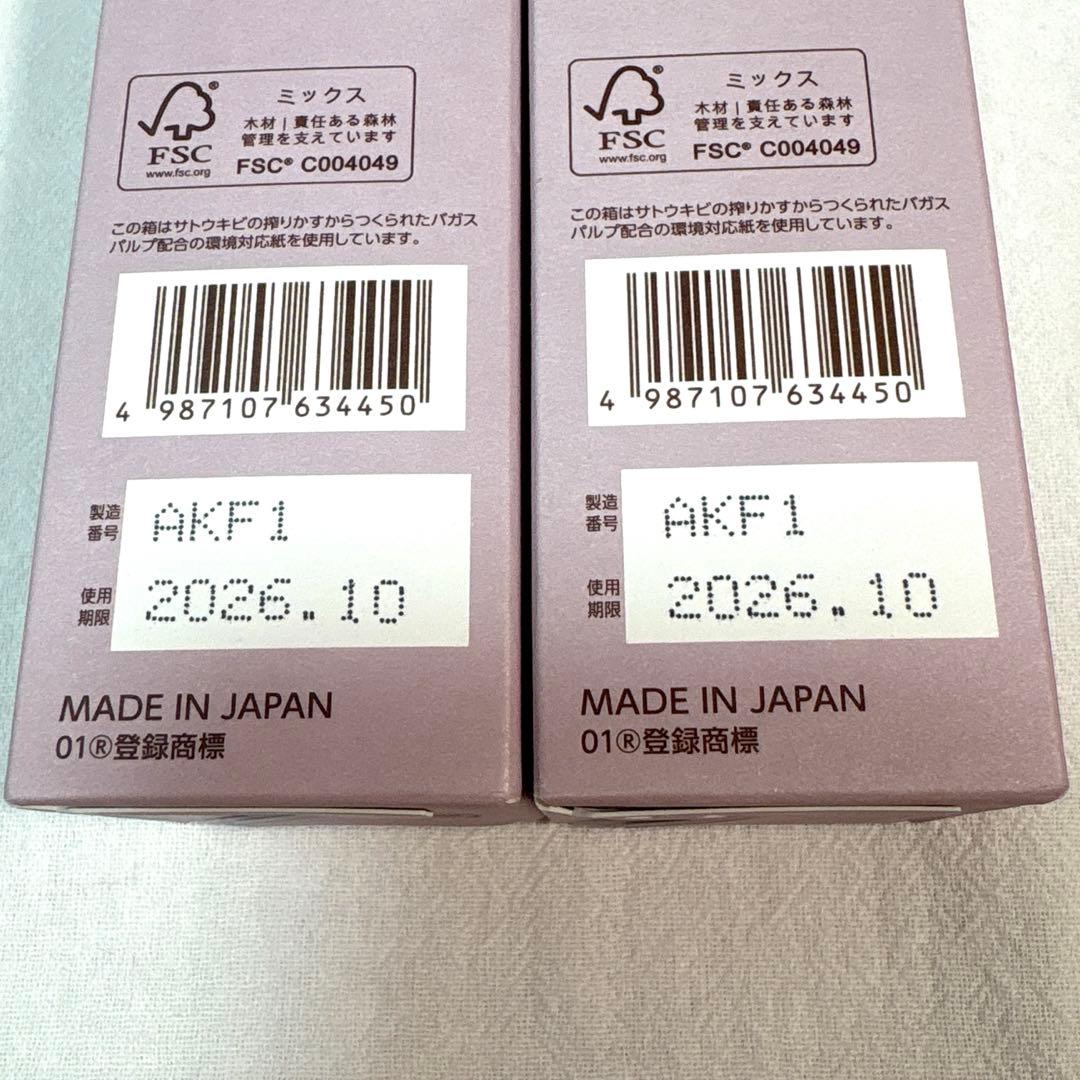 ミックス
木材 | 責任ある森林
管理を支えています
FSC® C004049
FSC
®
www.fsc.org
この箱はサトウキビの搾りかすからつくられたバガス
パルプ配合の環境対応紙を使用しています。
4 987107 634450
製造
番号
AKF1
使用
期限
2026.10
MADE IN JAPAN
01®登録商標
ミックス
木材 | 責任ある森林
管理を支えています
FSC® C004049
FSC
®
www.fsc.org
この箱はサトウキビの搾りかすからつくられたバガス
パルプ配合の環境対応紙を使用しています。
4 987107 634450
製造
番号
AKF1
使用
期限
2026.10
MADE IN JAPAN
01®登録商標